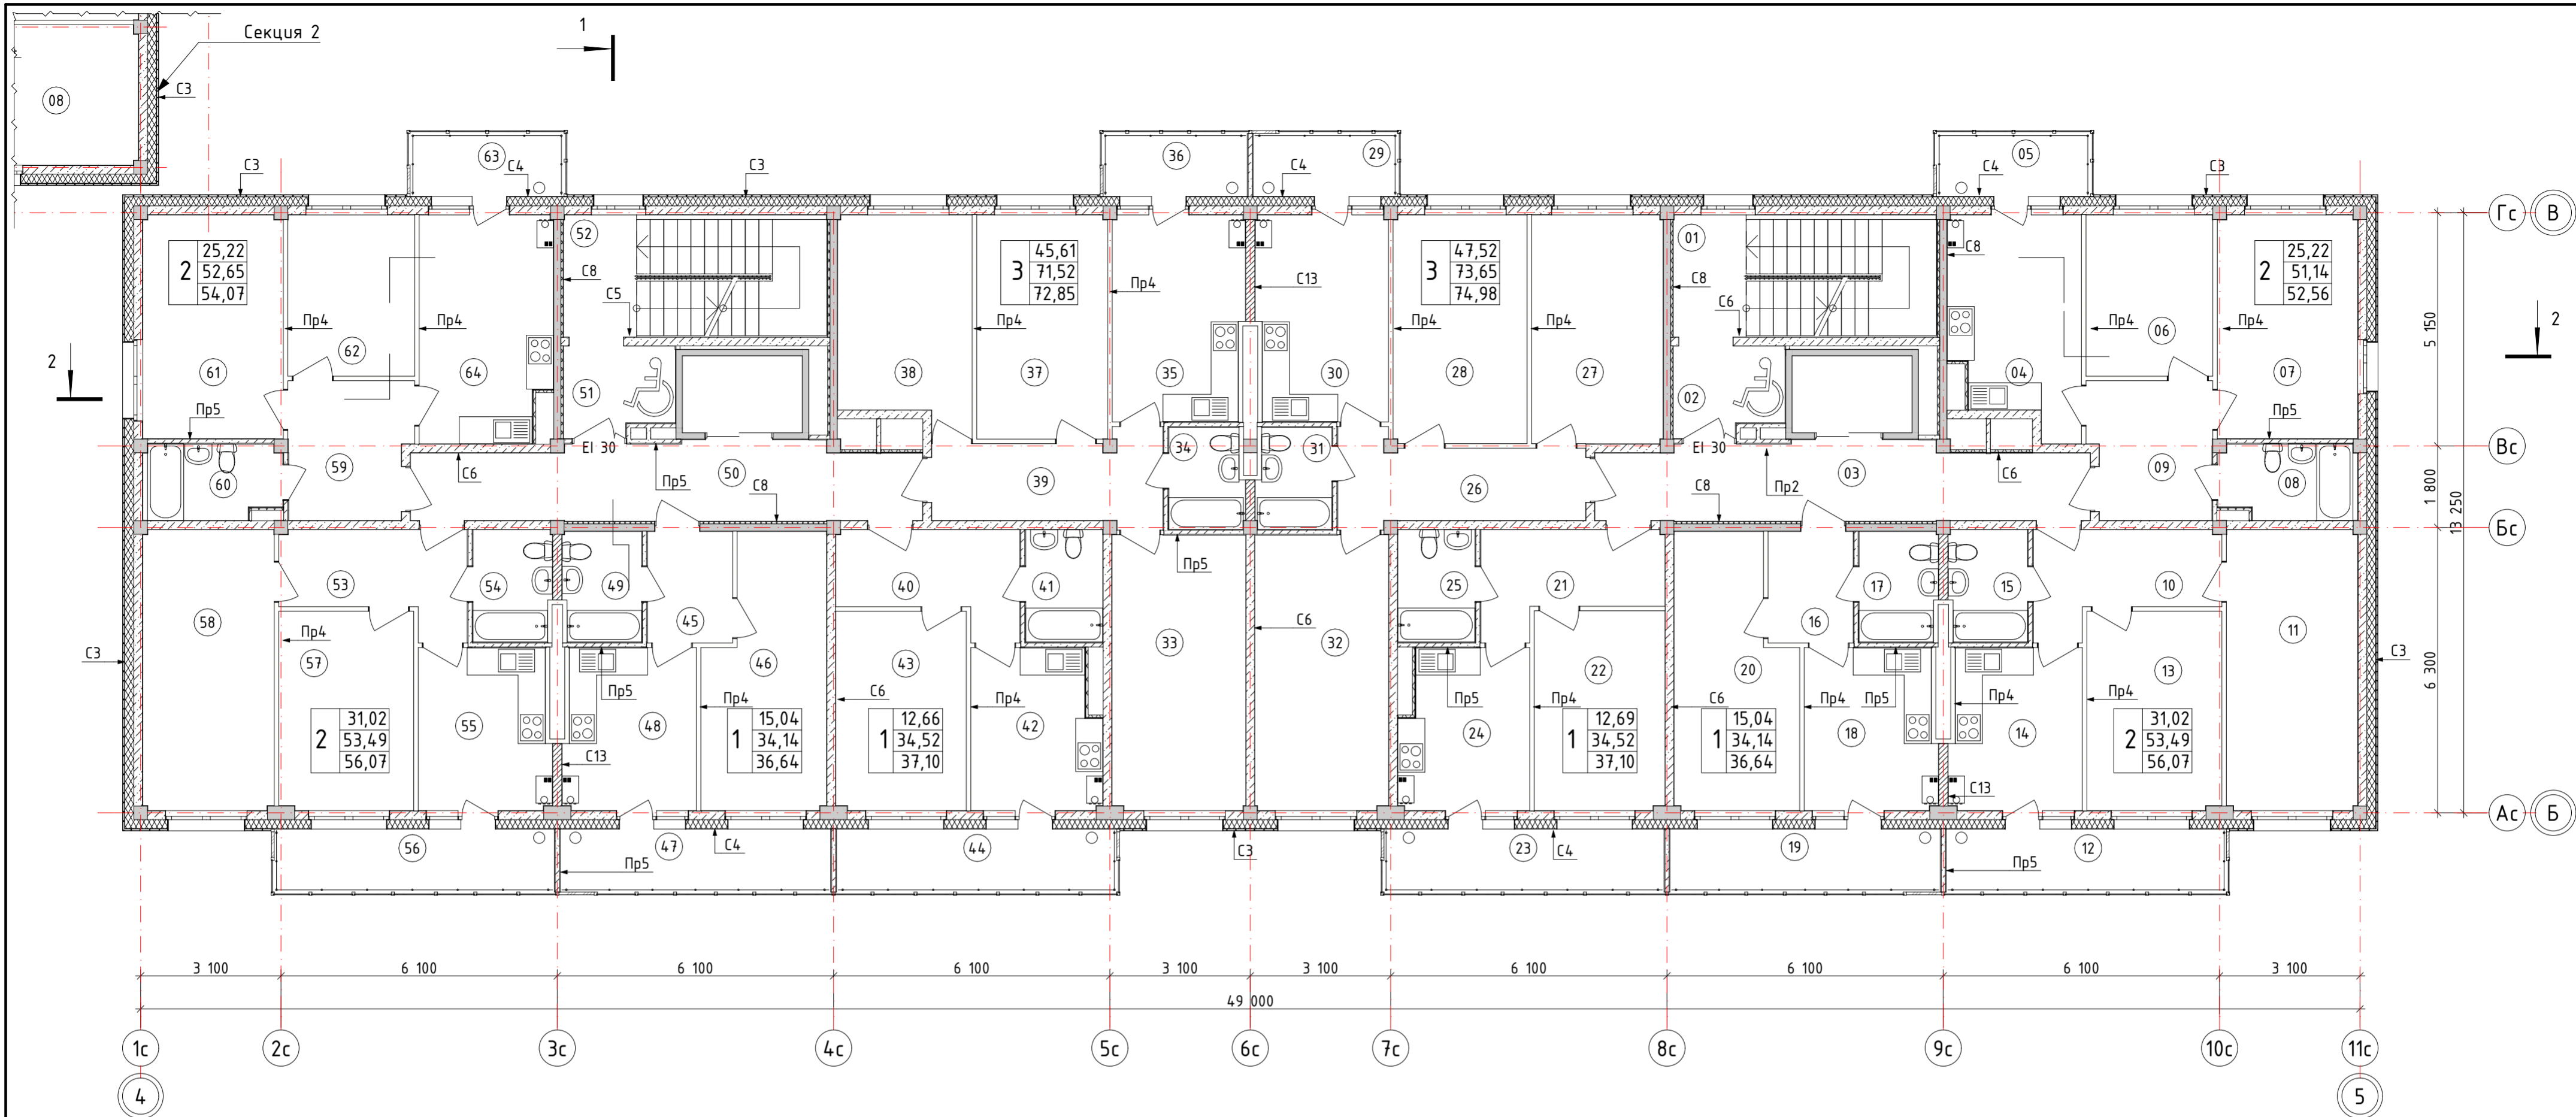 Секция 2
1
С3
08
63
С4
С3
С3
36
29
С4
05
С4
С3
Гс
В
52
01
25,22
2
52,65
54,07
С8
45,61
3
71,52
72,85
Пр4
С13
47,52
3
73,65
74,98
С8
С8
25,22
2
51,14
52,56
2
Пр4
62
Пр4
С5
Пр4
Пр4
Пр4
С6
Пр4
06
Пр4
2
5 150
61
64
51
38
37
35
30
28
27
02
04
07
Пр5
Пр5
EI 30
34
31
EI 30
Вс
60
59
С6
Пр5
50
С8
39
26
С8
Пр2
03
С6
09
08
1 800
13 250
Бс
53
54
49
45
40
41
Пр5
25
21
17
16
15
10
58
Пр4
57
46
43
33
С6
32
22
20
13
11
С3
С3
6 300
Пр5
Пр4
С6
Пр4
Пр5
Пр4
С6
Пр4
Пр5
Пр4
Пр4
55
48
42
24
18
14
31,02
2
53,49
56,07
15,04
1
34,14
36,64
12,66
1
34,52
37,10
12,69
1
34,52
37,10
15,04
1
34,14
36,64
31,02
2
53,49
56,07
С13
С13
Ас
Б
56
47
С4
44
С3
23
С4
19
12
Пр5
Пр5
3 100
6 100
6 100
6 100
3 100
3 100
6 100
6 100
6 100
3 100
49 000
1с
2с
3с
4с
5с
6с
7с
8с
9с
10с
11с
4
5